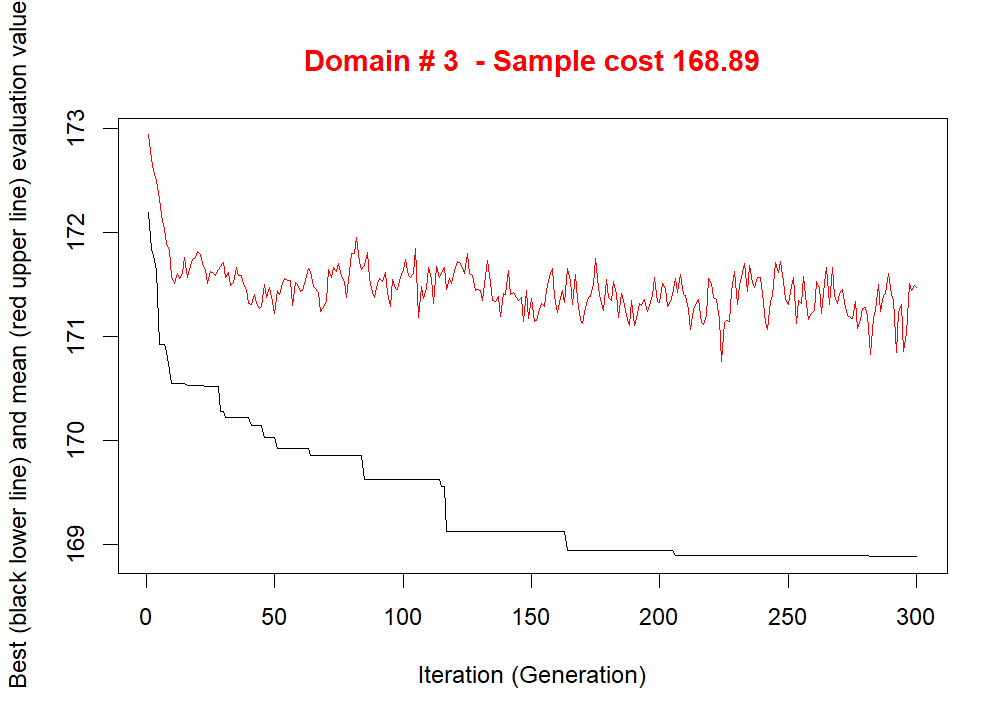 Domain # 3  - Sample cost 168.89
Best (black lower line) and mean (red upper line) evaluation value
173
172
171
170
169
0 50 100 150 200 250 300
Iteration (Generation)